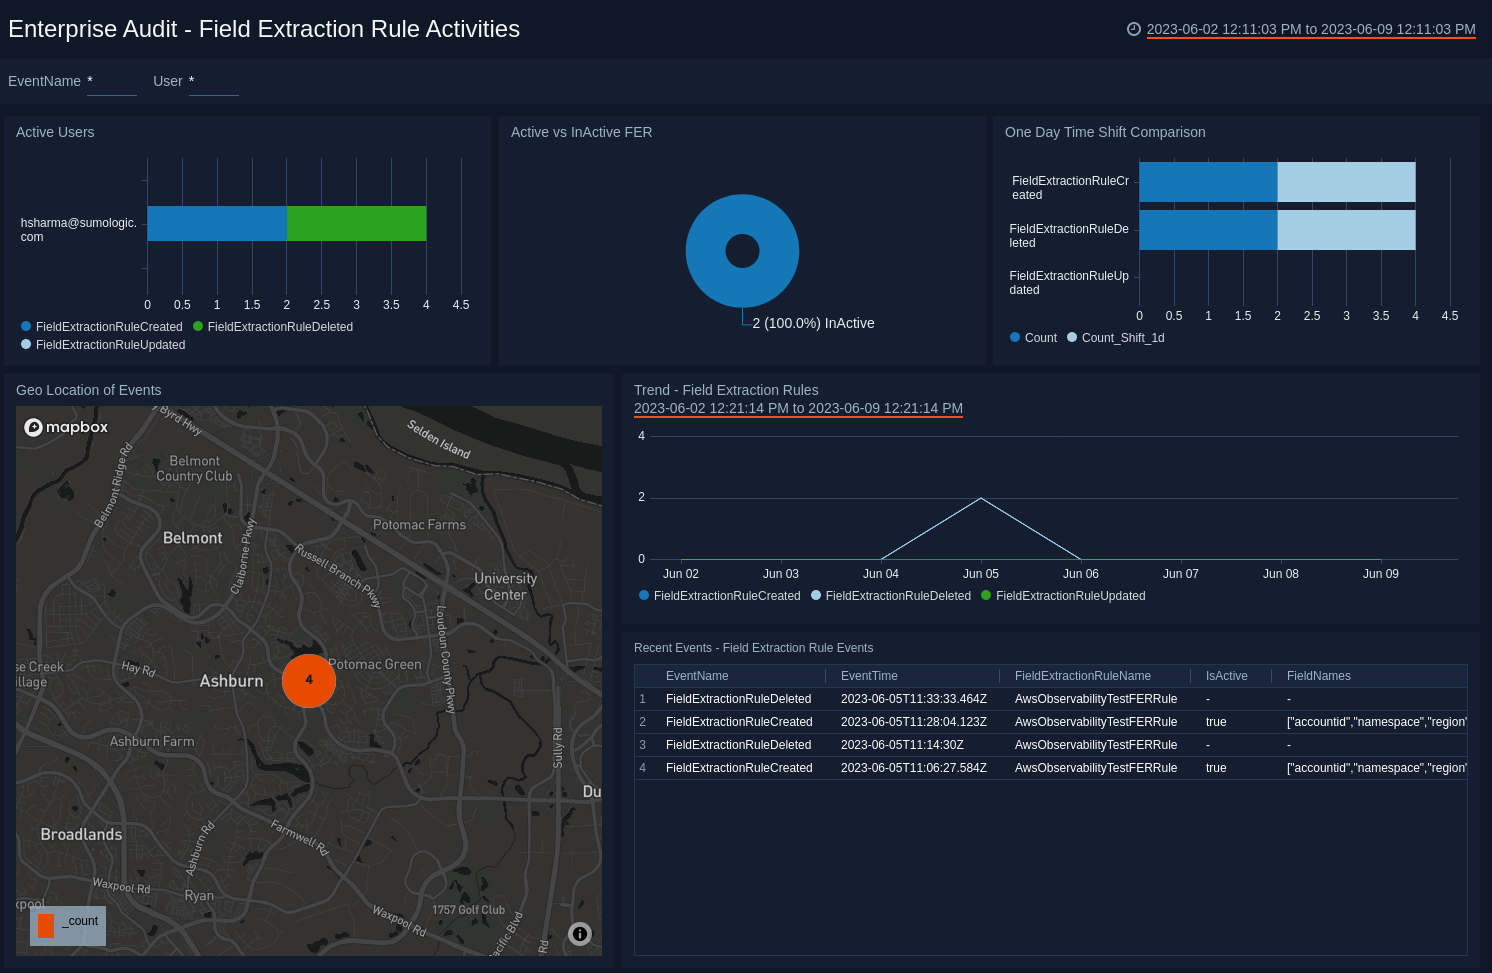 Enterprise Audit - Field Extraction Rule Activities
2023-06-02 12:11:03 PM to 2023-06-09 12:11:03 PM
EventName *
User *
Active Users
hsharma@sumologic.
com
0 0.5 1 1.5 2 2.5 3 3.5 4 4.5
FieldExtractionRuleCreated FieldExtractionRuleDeleted
FieldExtractionRuleUpdated
Active vs InActive FER
2 (100.0%) InActive
One Day Time Shift Comparison
FieldExtractionRuleCr
eated
FieldExtractionRuleDe
leted
FieldExtractionRuleUp
dated
0 0.5 1 1.5 2 2.5 3 3.5 4 4.5
Count Count_Shift_1d
Geo Location of Events
mapbox
Byrd Hwy
Selden Island
Belmont
Country Club
Belmont Ridge Rd
Potomac Farms
Belmont
Claiborne Pkwy
Russell Branch Pkwy
University
Center
Loudoun County Pkwy
se Creek
illage
Hay Rd
Potomac Green
Ashburn
4
Ashburn Farm
Sully Rd
Du
Broadlands
Ashburn Rd
Farmwell Rd
Waxpool Rd
Ryan
xpool
1757 Golf Club
Waxpool Rd
acific Blvd
Rd
_count
Trend - Field Extraction Rules
2023-06-02 12:21:14 PM to 2023-06-09 12:21:14 PM
4
2
0
Jun 02 Jun 03 Jun 04 Jun 05 Jun 06 Jun 07 Jun 08 Jun 09
FieldExtractionRuleCreated FieldExtractionRuleDeleted FieldExtractionRuleUpdated
Recent Events - Field Extraction Rule Events
EventName EventTime FieldExtractionRuleName IsActive FieldNames
1 FieldExtractionRuleDeleted 2023-06-05T11:33:33.464Z AwsObservabilityTestFERRule - -
2 FieldExtractionRuleCreated 2023-06-05T11:28:04.123Z AwsObservabilityTestFERRule true ["accountid","namespace","region"
3 FieldExtractionRuleDeleted 2023-06-05T11:14:30Z AwsObservabilityTestFERRule - -
4 FieldExtractionRuleCreated 2023-06-05T11:06:27.584Z AwsObservabilityTestFERRule true ["accountid","namespace","region"